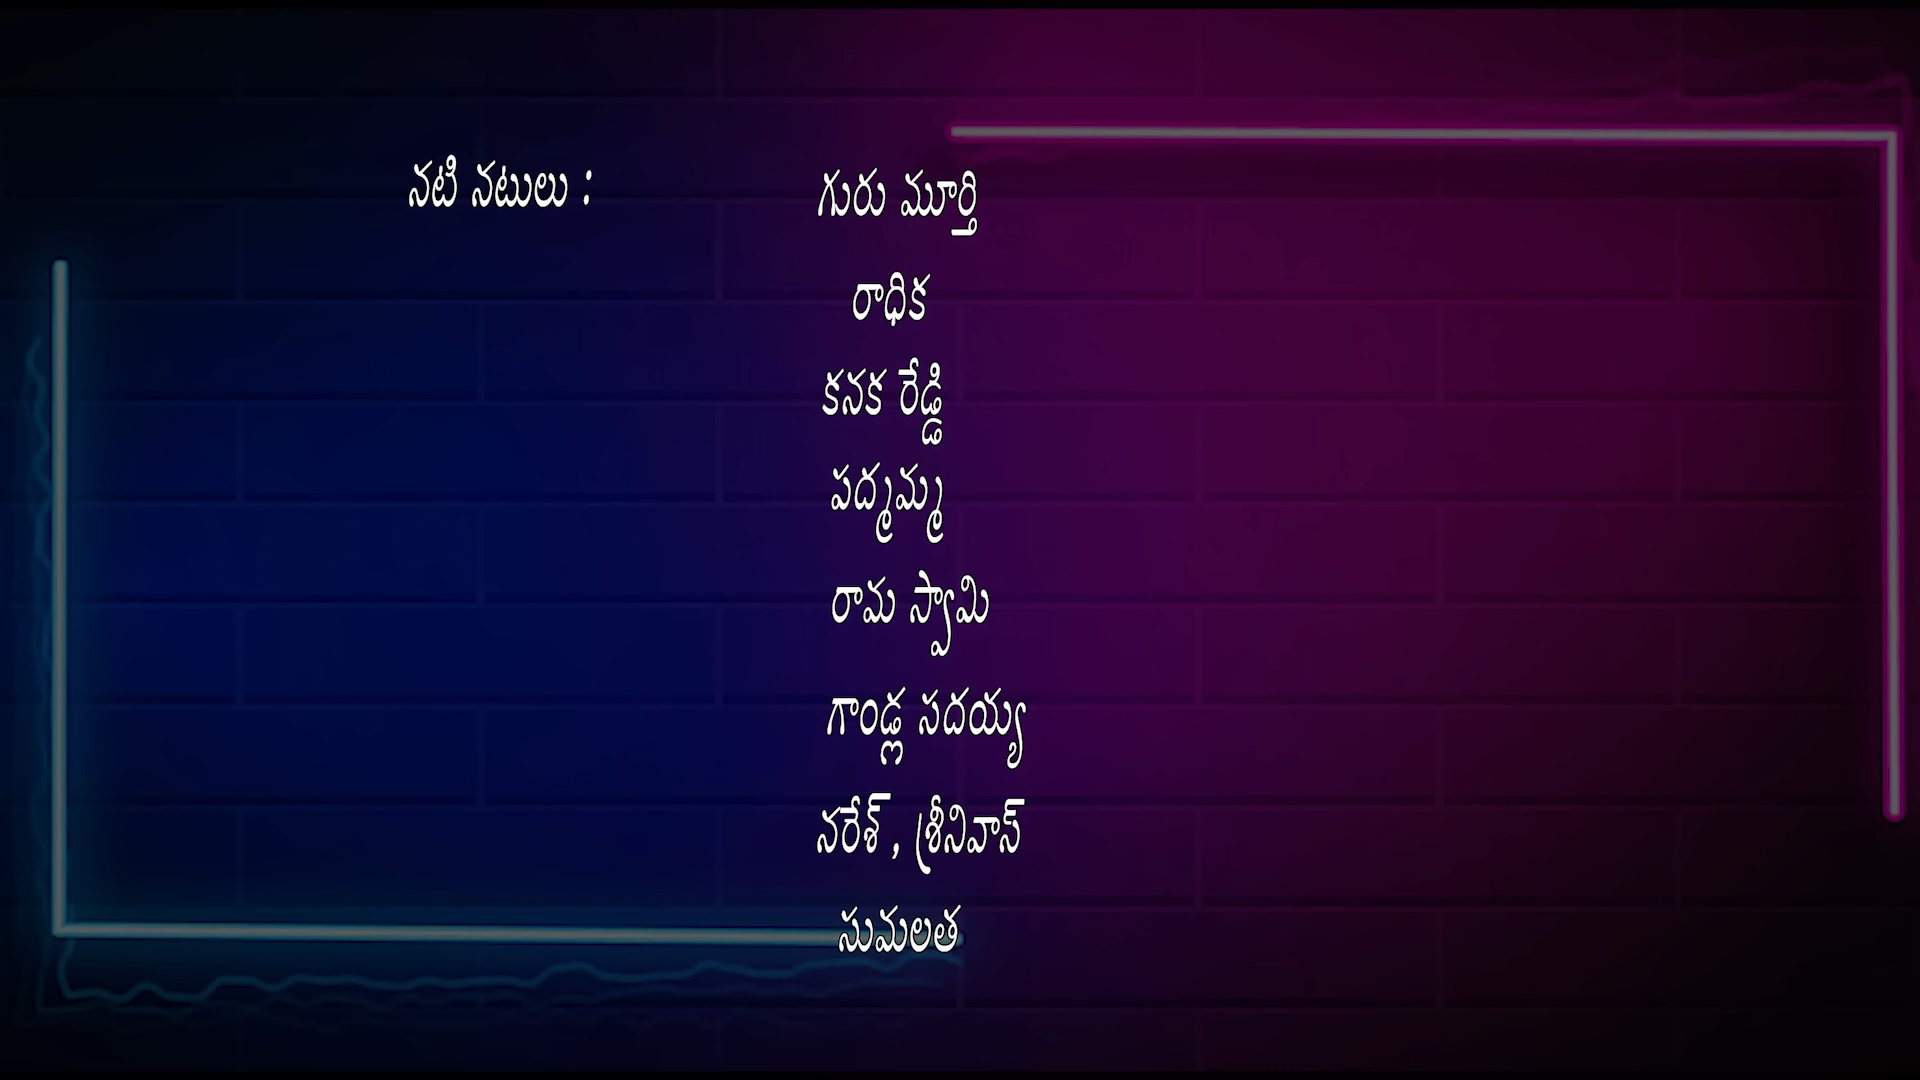 నటి నటులు : గురు మూర్తి
రాధిక
కనక రేడ్డి
పద్మమ్మ
రామ స్వామి
గాండ్ల సదయ్య
నరేశ్, శ్రీనివాస్
సుమలత